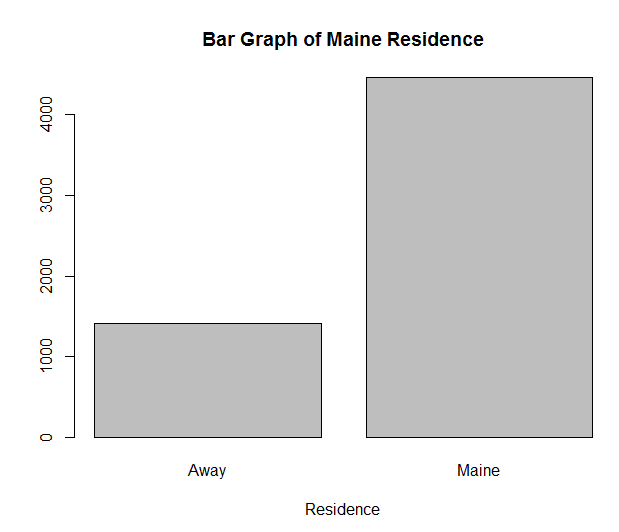 Bar Graph of Maine Residence
4000
3000
2000
1000
0
Away Maine
Residence